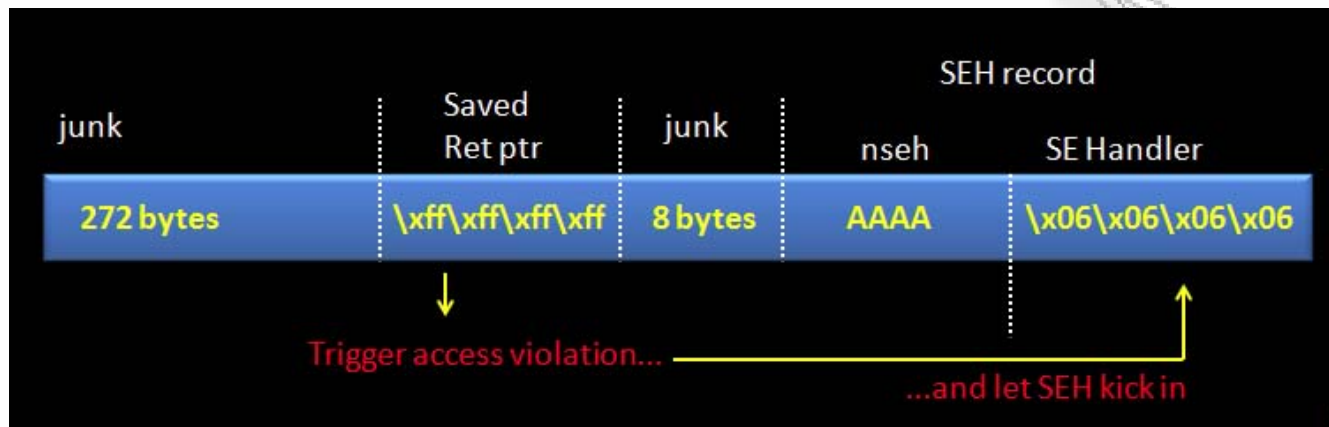 SEH record
junk
Saved
Ret ptr
junk
nseh
SE Handler
272 bytes
\xff\xff\xff\xff
8 bytes
AAAA
\x06\x06\x06\x06
Trigger access violation...
...and let SEH kick in